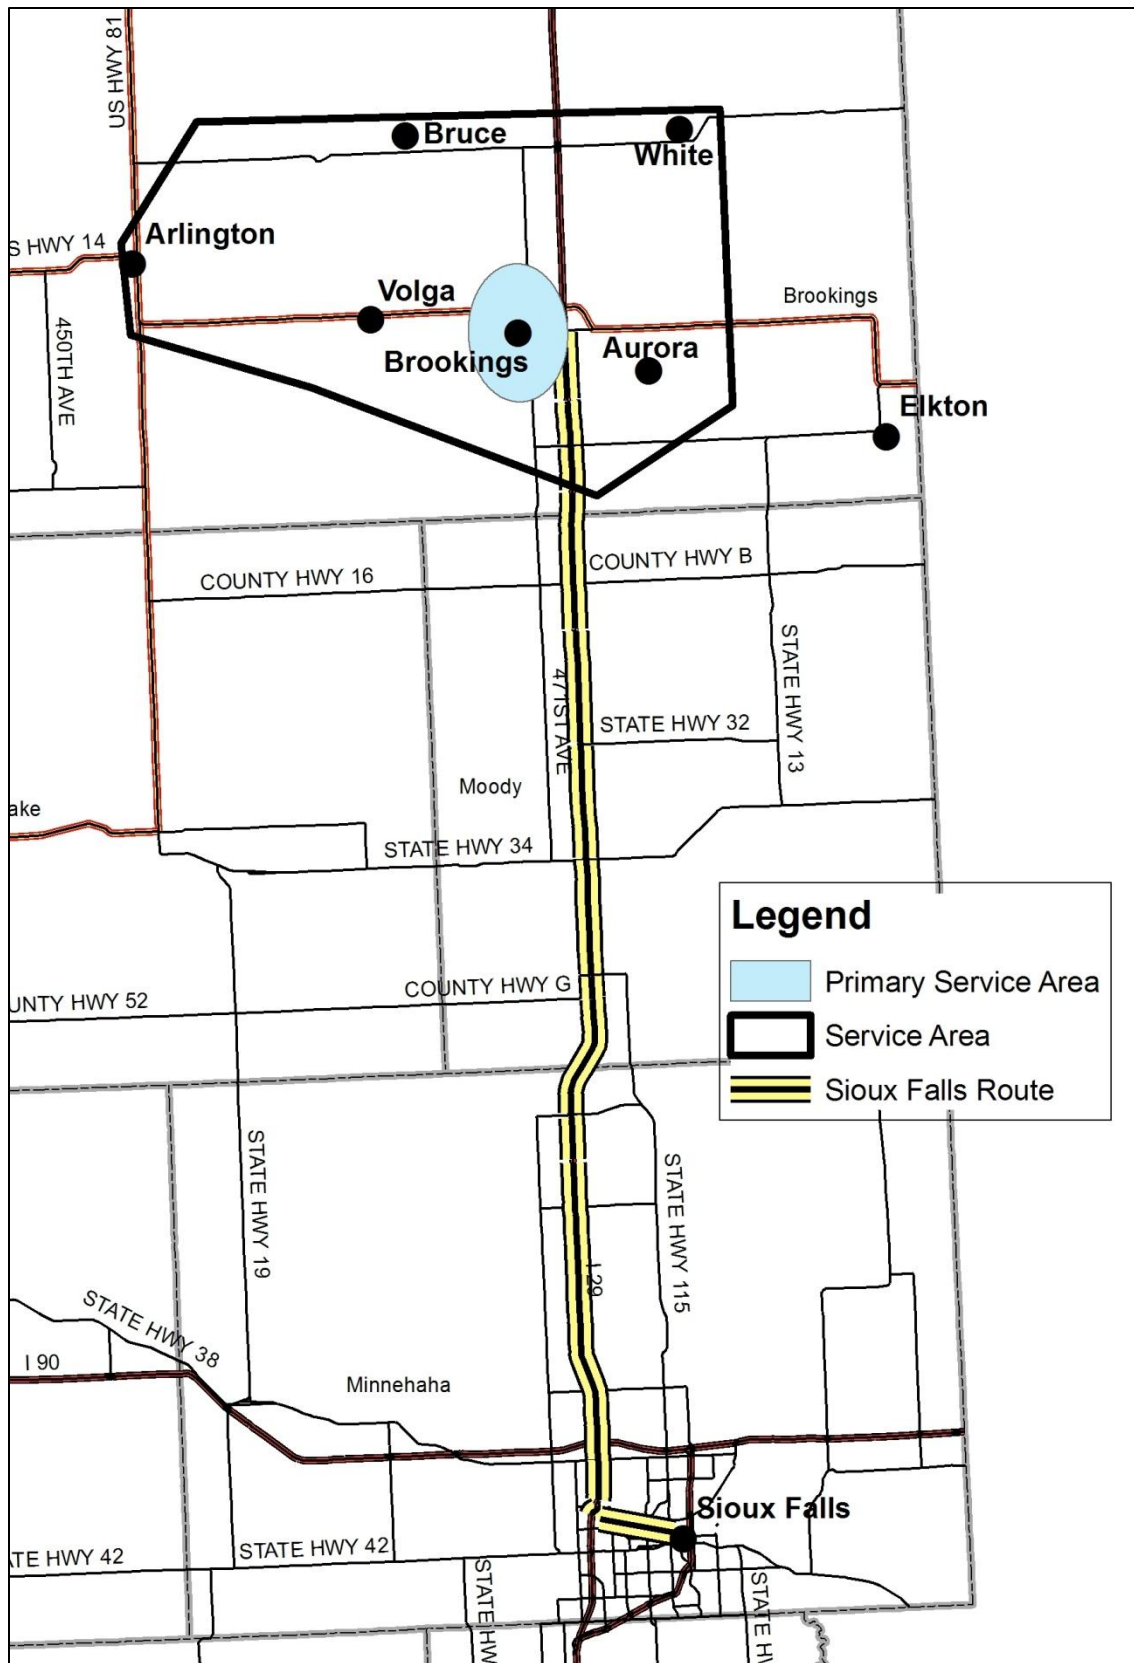 US HWY 81
Bruce
White
Arlington
S HWY 14
Volga
Brookings
450TH AVE
Brookings
Aurora
Elkton
COUNTY HWY B
COUNTY HWY 16
471ST AVE
STATE HWY 13
STATE HWY 32
Moody
ake
STATE HWY 34
Legend
Primary Service Area
Service Area
Sioux Falls Route
COUNTY HWY G
UNTY HWY 52
STATE HWY 19
STATE HWY 115
I 29
STATE HWY 38
I 90
Minnehaha
Sioux Falls
STATE HWY 42
TE HWY 42
STATE HW
STATE H